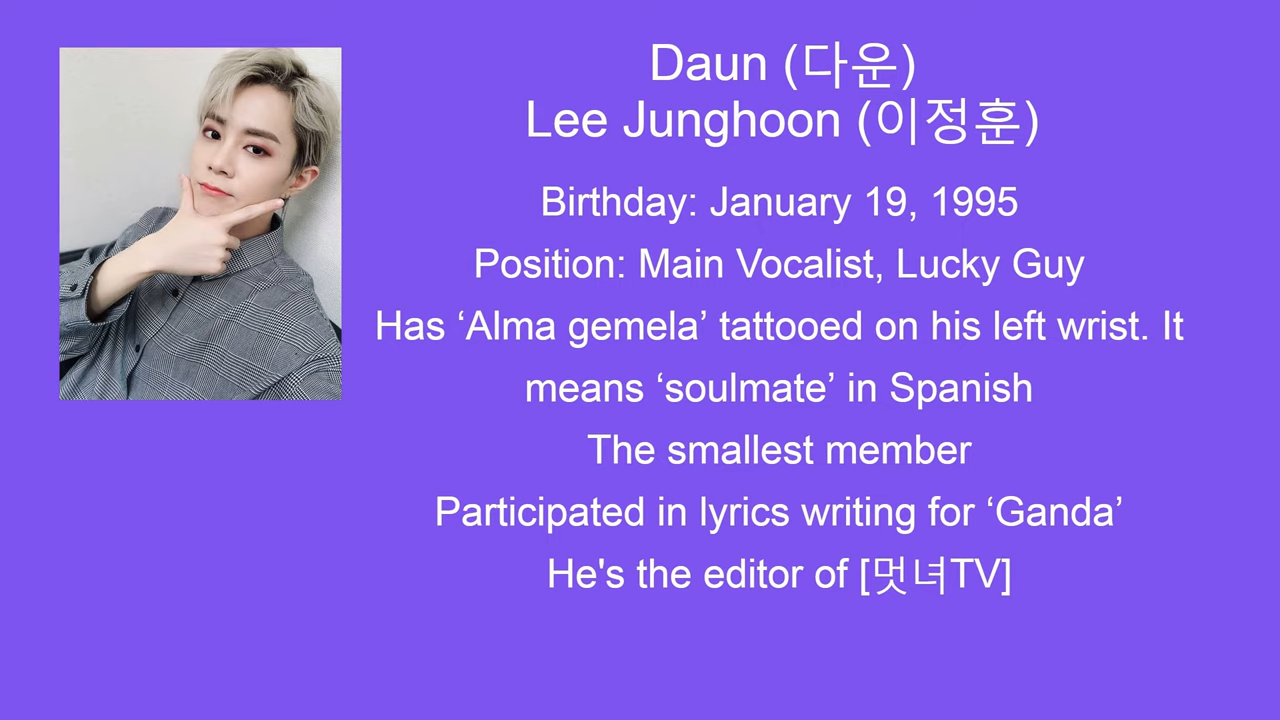 Daun (다운)
Lee Junghoon (이정훈)
Birthday: January 19, 1995
Position: Main Vocalist, Lucky Guy
Has ‘Alma gemela’ tattooed on his left wrist. It
means ‘soulmate’ in Spanish
The smallest member
Participated in lyrics writing for ‘Ganda’
He's the editor of [멋녀TV]